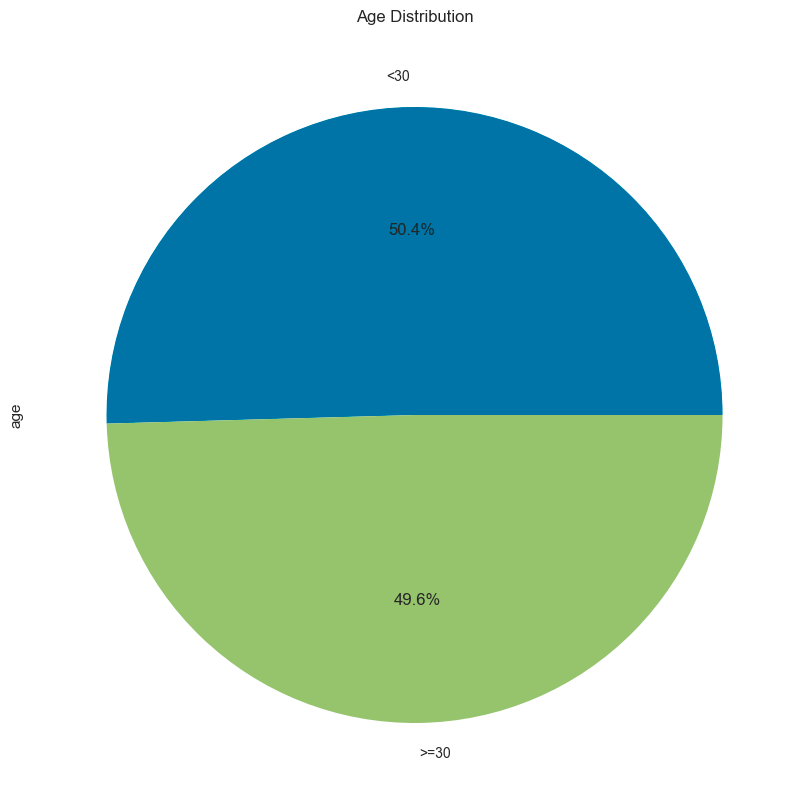 Age Distribution
<30
50.4%
age
49.6%
>=30